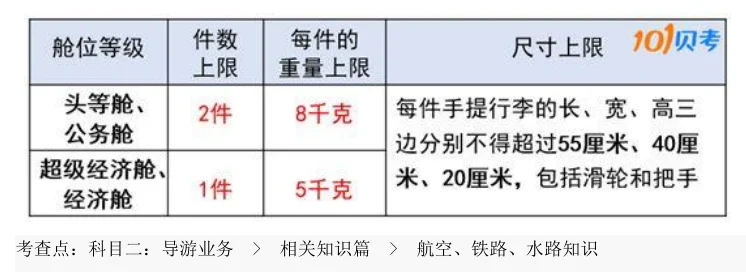 舱位等级
件数
上限
每件的
重量上限
尺寸上限
101贝考
头等舱、
公务舱
2件
8千克
每件手提行李的长、宽、高三
边分别不得超过55厘米、40厘
米、20厘米，包括滑轮和把手
超级经济舱、
经济舱
1件
5千克
考查点：科目二：导游业务 > 相关知识篇 > 航空、铁路、水路知识